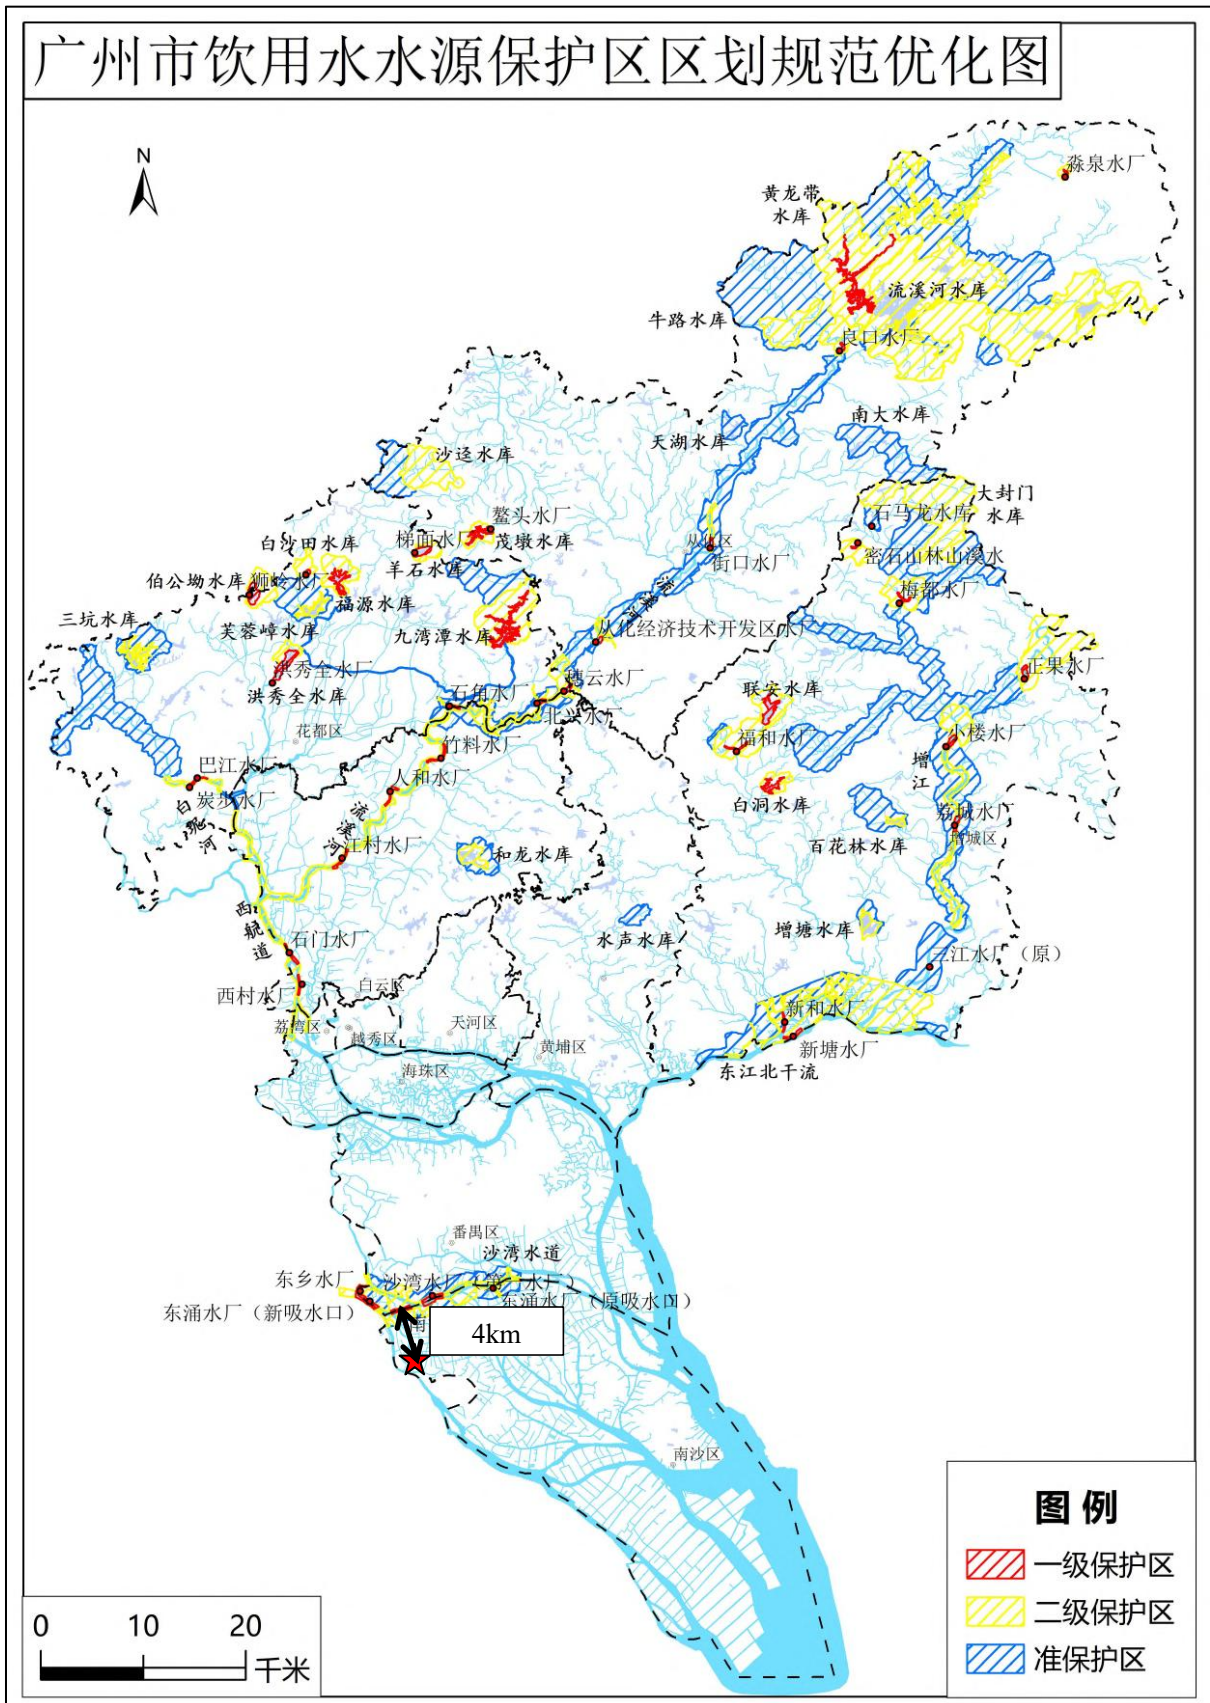 广州市饮用水水源保护区区划规范优化图
N
淼泉水厂
黄龙带
水库
流溪河水库
牛路水库
良口水厂
南大水库
天湖水库
沙迳水库
大封门
水库
鳌头水厂
石马龙水库
从化区
梯面水厂
茂墩水库
街口水厂
白沙田水库
密石山林山溪水
羊石水库
伯公坳水库
狮岭水厂
梅都水厂
福源水库
流溪河
三坑水库
芙蓉嶂水库
九湾潭水库
从化经济技术开发区水厂
洪秀全水厂
正果水厂
穗云水厂
洪秀全水库
石角水厂
联安水库
北兴水厂
花都区
竹料水厂
福和水厂
小楼水厂
巴江水厂
增江
人和水厂
炭步水厂
白洞水库
白坭河
流溪河
荔城水厂
江村水厂
增城区
和龙水库
百花林水库
西航道
水声水库
增塘水库
石门水厂
三江水厂（原）
西村水厂
白云区
荔湾区
越秀区
天河区
新和水厂
黄埔区
新塘水厂
海珠区
东江北干流
番禺区
沙湾水道
东乡水厂
沙湾水厂（第一水厂）
东涌水厂（新吸水口）
东涌水厂（原吸水口）
南
4km
南沙区
图例
一级保护区
二级保护区
准保护区
0 10 20
千米